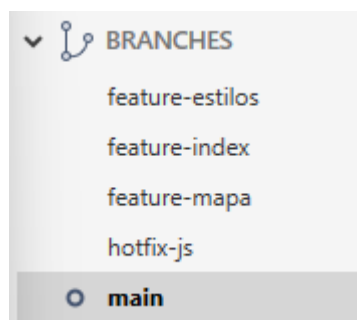 BRANCHES
feature-estilos
feature-index
feature-mapa
hotfix-js
main